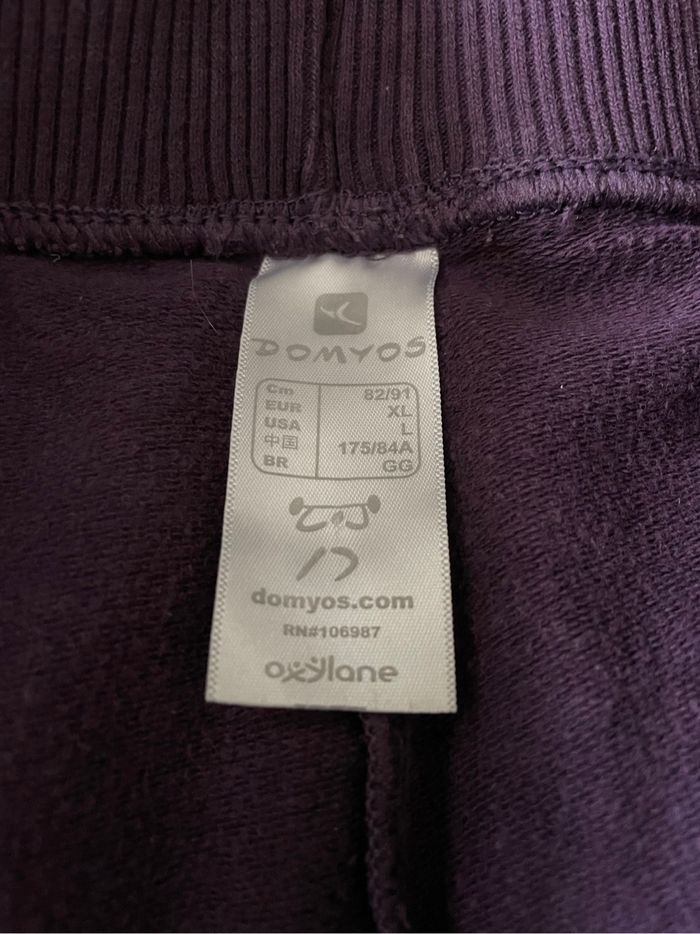 DOMYOS
Cm 82/91
EUR XL
USA L
中国 175/84A
BR GG
domyos.com
RN#106987
oxylane